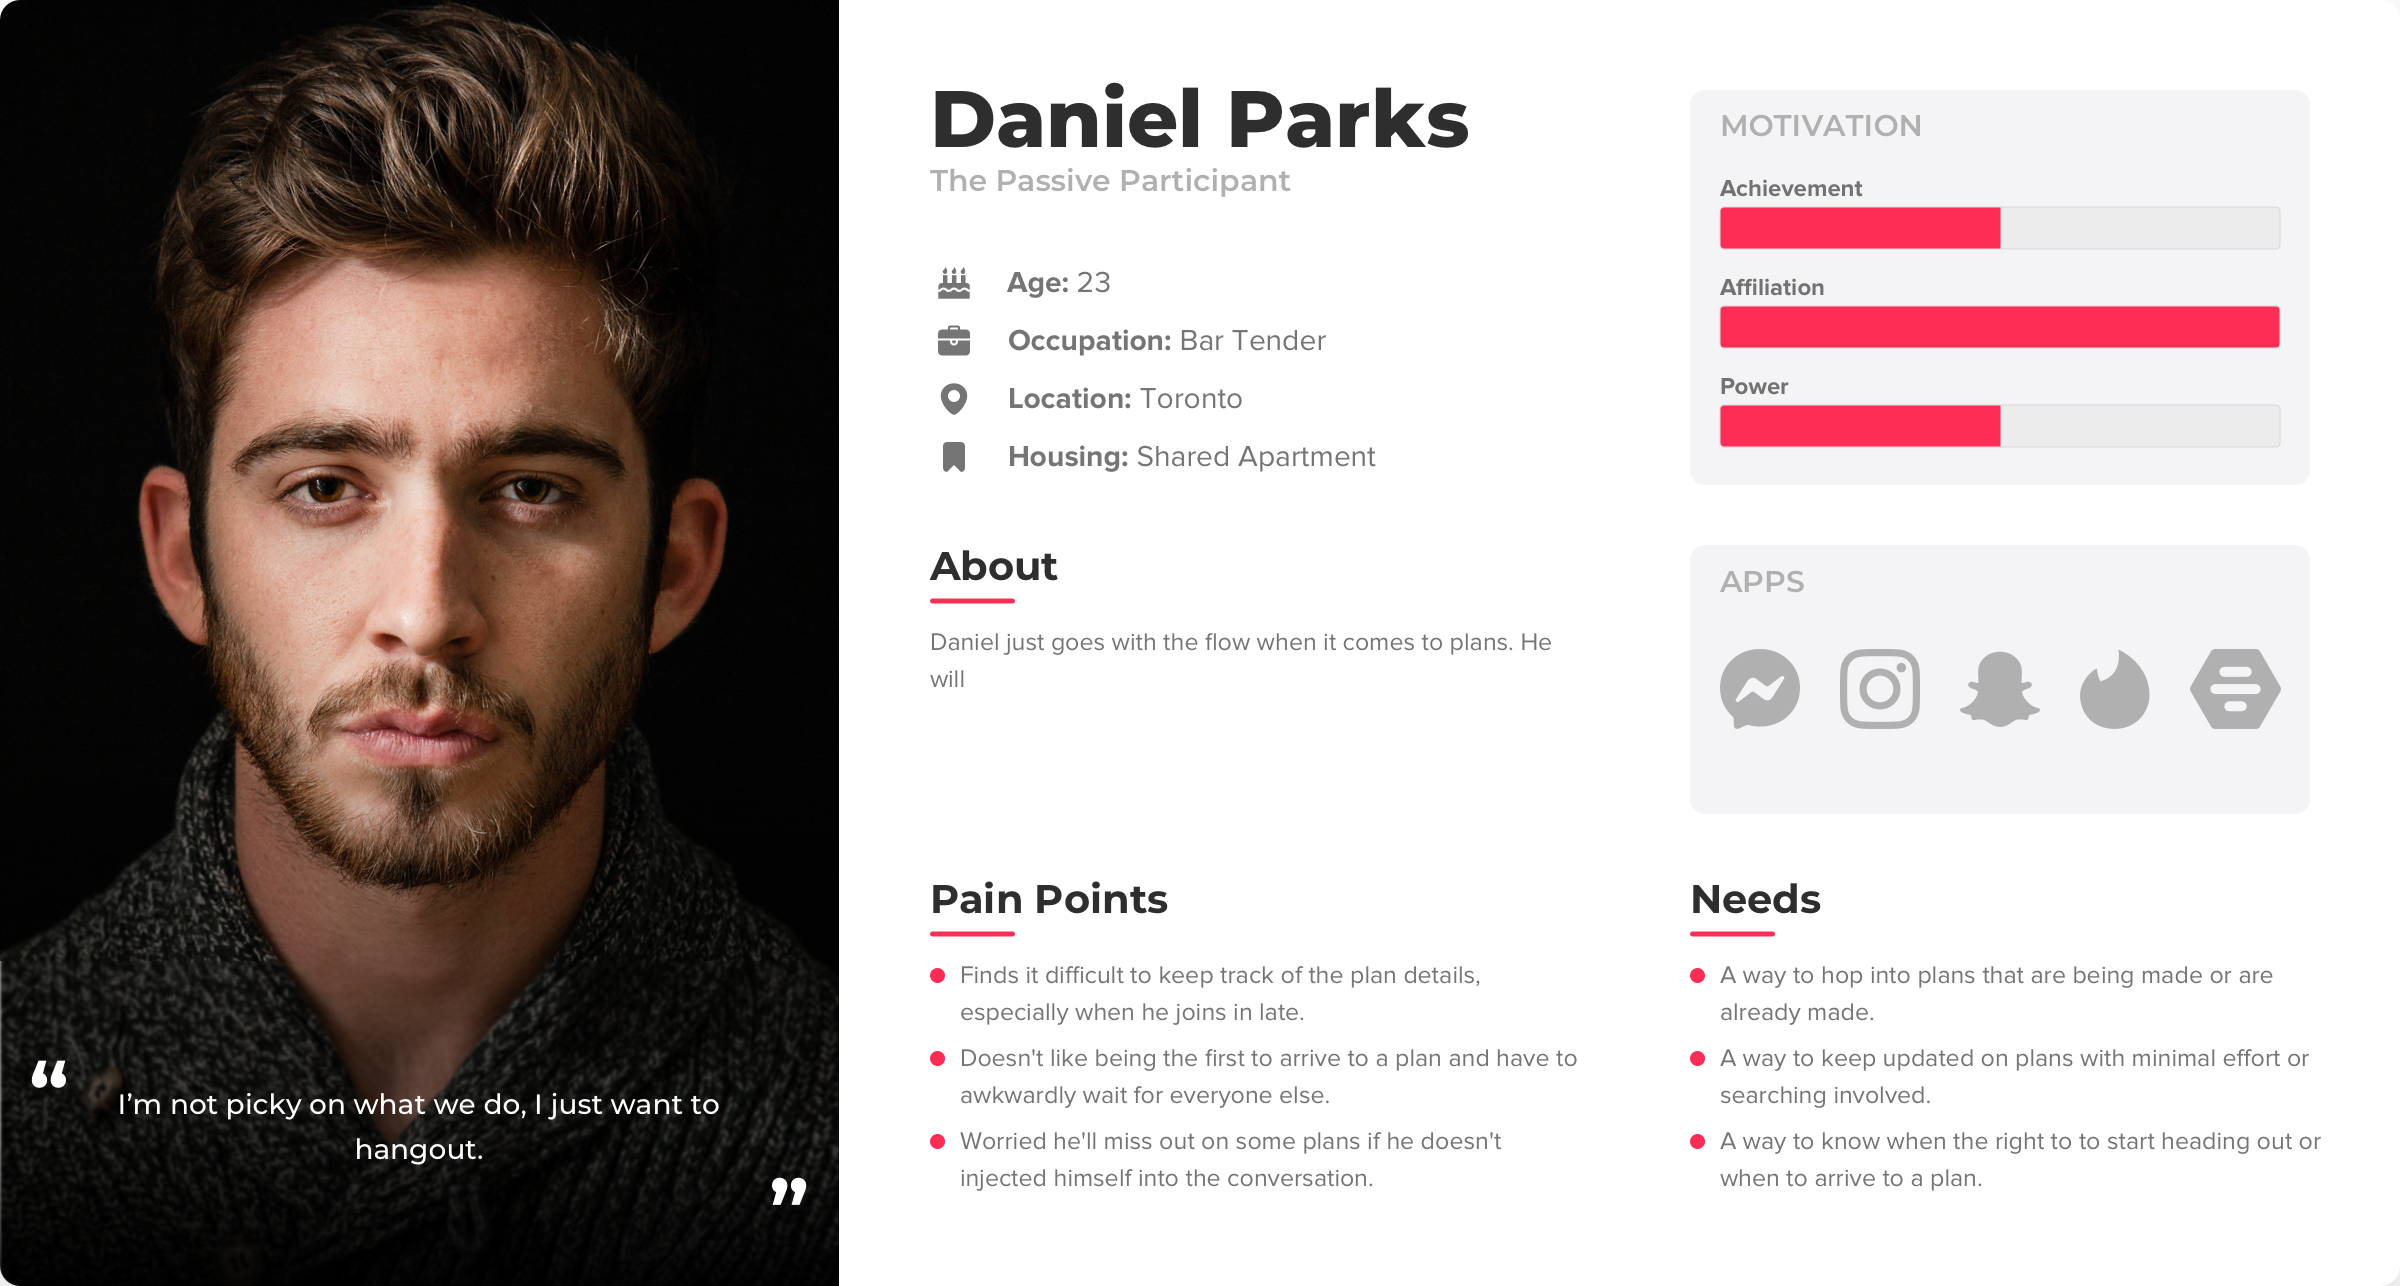 Daniel Parks
The Passive Participant
Age: 23
Occupation: Bar Tender
Location: Toronto
Housing: Shared Apartment
MOTIVATION
Achievement
Affiliation
Power
About
Daniel just goes with the flow when it comes to plans. He
will
APPS
Pain Points
Finds it difficult to keep track of the plan details,
especially when he joins in late.
Doesn't like being the first to arrive to a plan and have to
awkwardly wait for everyone else.
Worried he'll miss out on some plans if he doesn't
injected himself into the conversation.
Needs
A way to hop into plans that are being made or are
already made.
A way to keep updated on plans with minimal effort or
searching involved.
A way to know when the right to to start heading out or
when to arrive to a plan.
“
I’m not picky on what we do, I just want to
hangout.
”